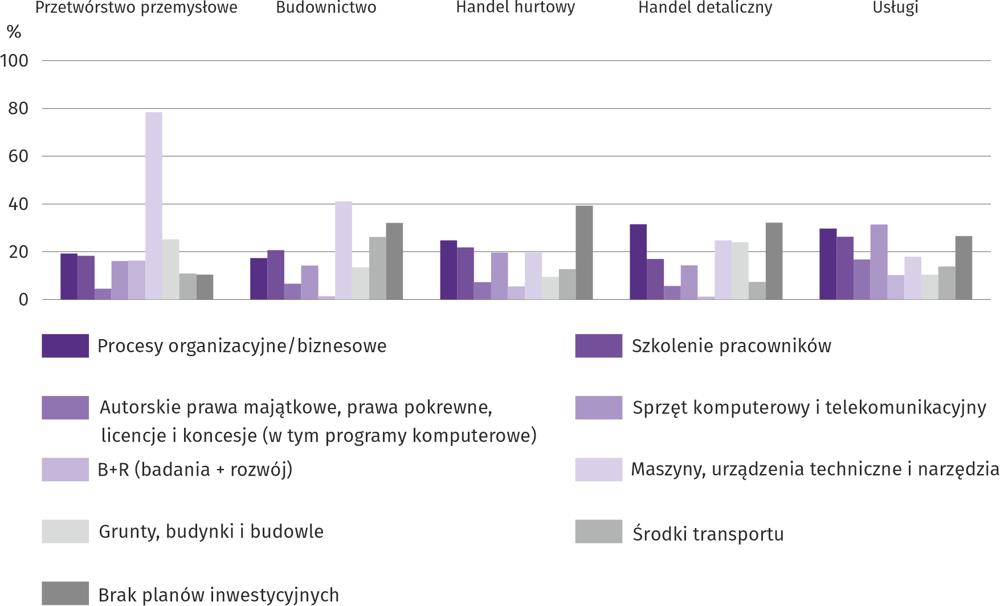 Przetwórstwo przemysłowe Budownictwo Handel hurtowy Handel detaliczny Usługi
%
100
80
60
40
20
0
Procesy organizacyjne/biznesowe
Szkolenie pracowników
Autorskie prawa majątkowe, prawa pokrewne,
licencje i koncesje (w tym programy komputerowe)
Sprzęt komputerowy i telekomunikacyjny
B+R (badania + rozwój)
Maszyny, urządzenia techniczne i narzędzia
Grunty, budynki i budowle
Środki transportu
Brak planów inwestycyjnych